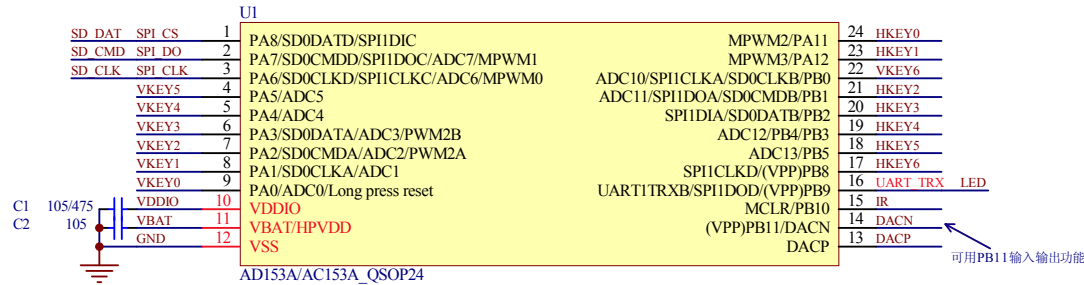 U1
SD_DAT SPI_CS 1 PA8/SD0DATD/SPI1DIC MPWM2/PA11 24 HKEY0
SD_CMD SPI_DO 2 PA7/SD0CMDD/SPI1DOC/ADC7/MPWM1 MPWM3/PA12 23 HKEY1
SD_CLK SPI_CLK 3 PA6/SD0CLKD/SPI1CLKC/ADC6/MPWM0 ADC10/SPI1CLKA/SD0CLKB/PB0 22 VKEY6
VKEY5 4 PA5/ADC5 ADC11/SPI1DOA/SD0CMDB/PB1 21 HKEY2
VKEY4 5 PA4/ADC4 SPI1DIA/SD0DATB/PB2 20 HKEY3
VKEY3 6 PA3/SD0DATA/ADC3/PWM2B ADC12/PB4/PB3 19 HKEY4
VKEY2 7 PA2/SD0CMDA/ADC2/PWM2A ADC13/PB5 18 HKEY5
VKEY1 8 PA1/SD0CLKA/ADC1 SPI1CLKD/(VPP)PB8 17 HKEY6
VKEY0 9 PA0/ADC0/Long press reset UART1TRXB/SPI1DOD/(VPP)PB9 16 UART_TRX LED
C1 105/475 VDDIO 10 VDDIO MCLR/PB10 15 IR
C2 105 VBAT 11 VBAT/HPVDD (VPP)PB11/DACN 14 DACN
GND 12 VSS DACP 13 DACP
可用PB11输入输出功能
AD153A/AC153A_QSOP24